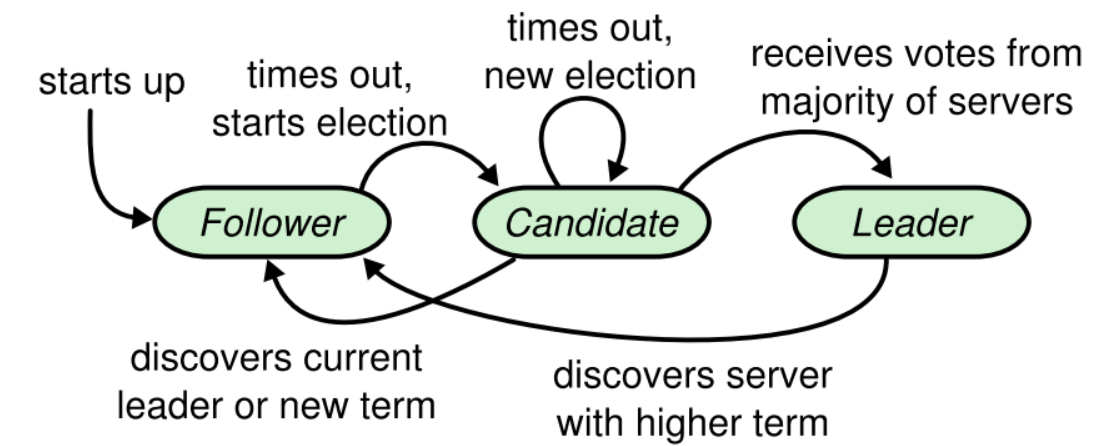 starts up
times out,
starts election
times out,
new election
receives votes from
majority of servers
Follower
Candidate
Leader
discovers current
leader or new term
discovers server
with higher term